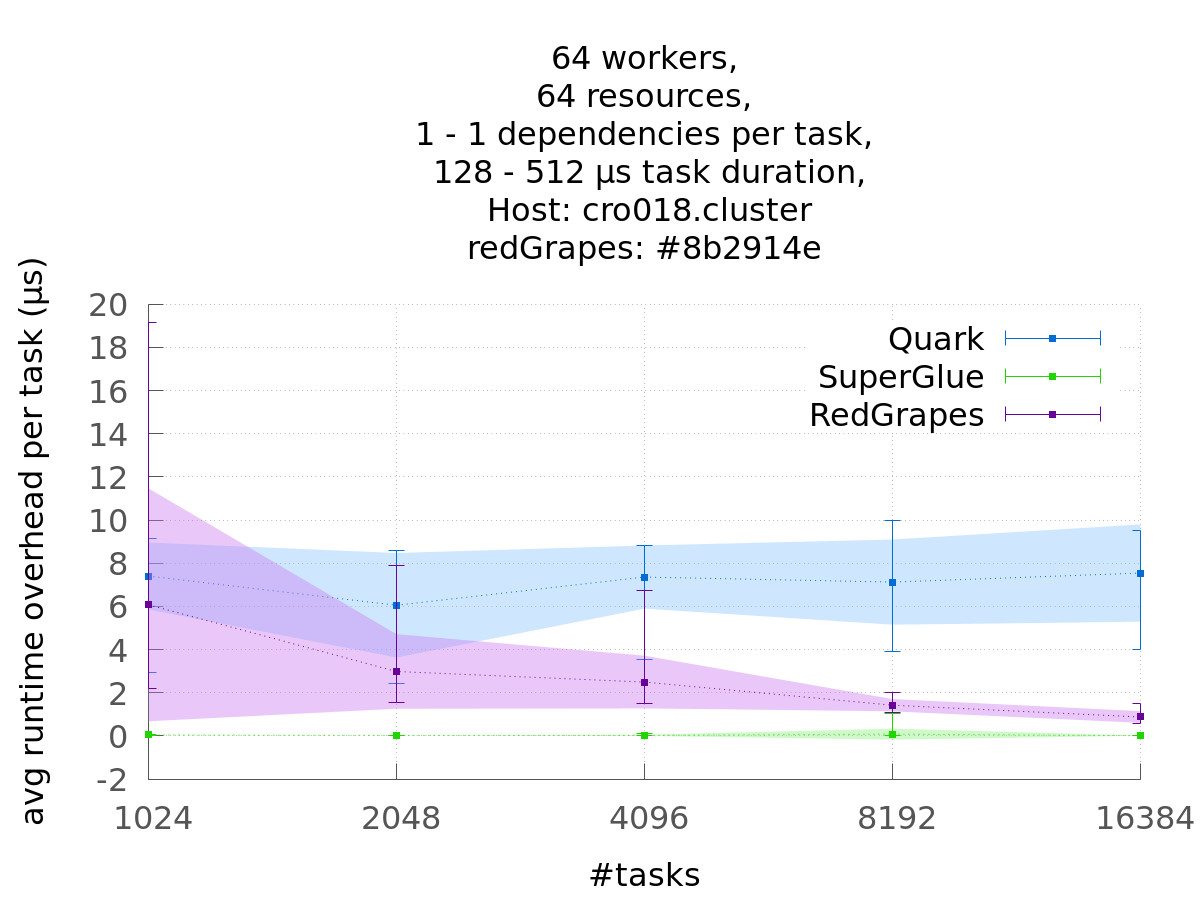 64 workers,
64 resources,
1 - 1 dependencies per task,
128 - 512 µs task duration,
Host: cro018.cluster
redGrapes: #8b2914e
avg runtime overhead per task (µs)
20
18
16
14
12
10
8
6
4
2
0
-2
Quark
SuperGlue
RedGrapes
1024 2048 4096 8192 16384
#tasks